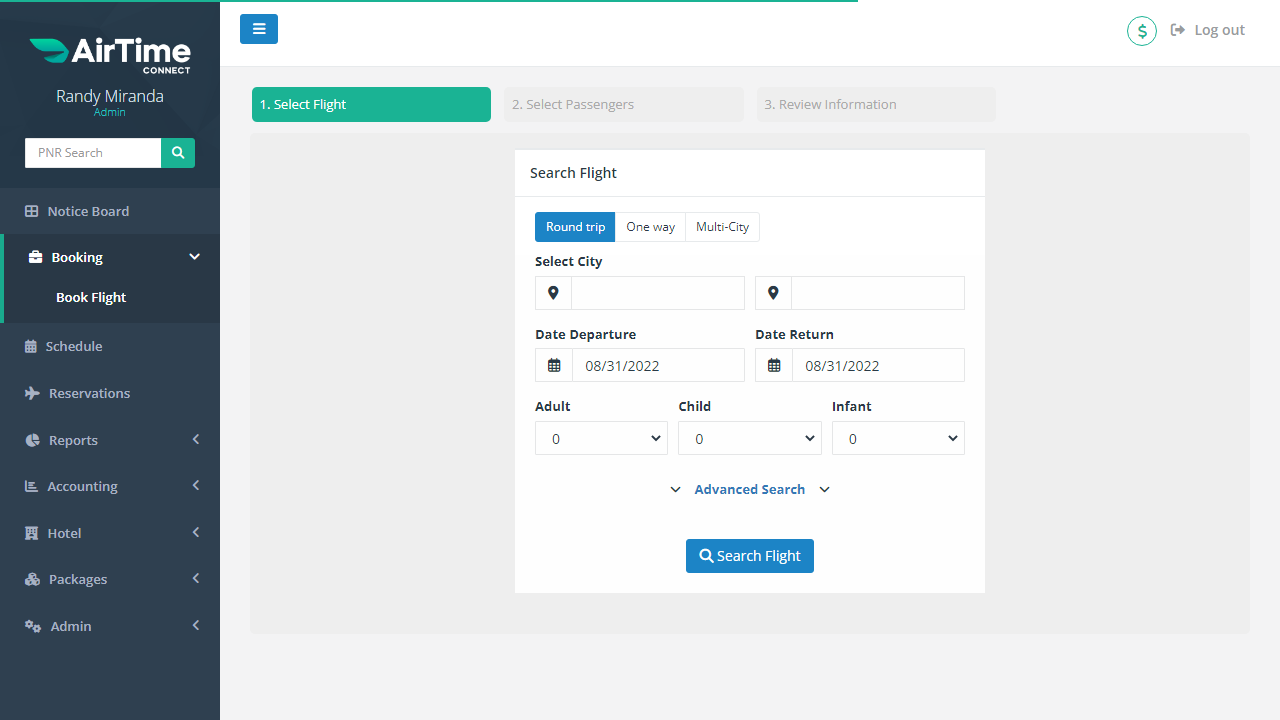 AirTime
CONNECT
Randy Miranda
Admin
PNR Search
Notice Board
Booking
Book Flight
Schedule
Reservations
Reports
Accounting
Hotel
Packages
Admin
$ Log out
1. Select Flight 2. Select Passengers 3. Review Information
Search Flight
Round trip One way Multi-City
Select City
Date Departure Date Return
08/31/2022 08/31/2022
Adult Child Infant
0 0 0
Advanced Search
Search Flight